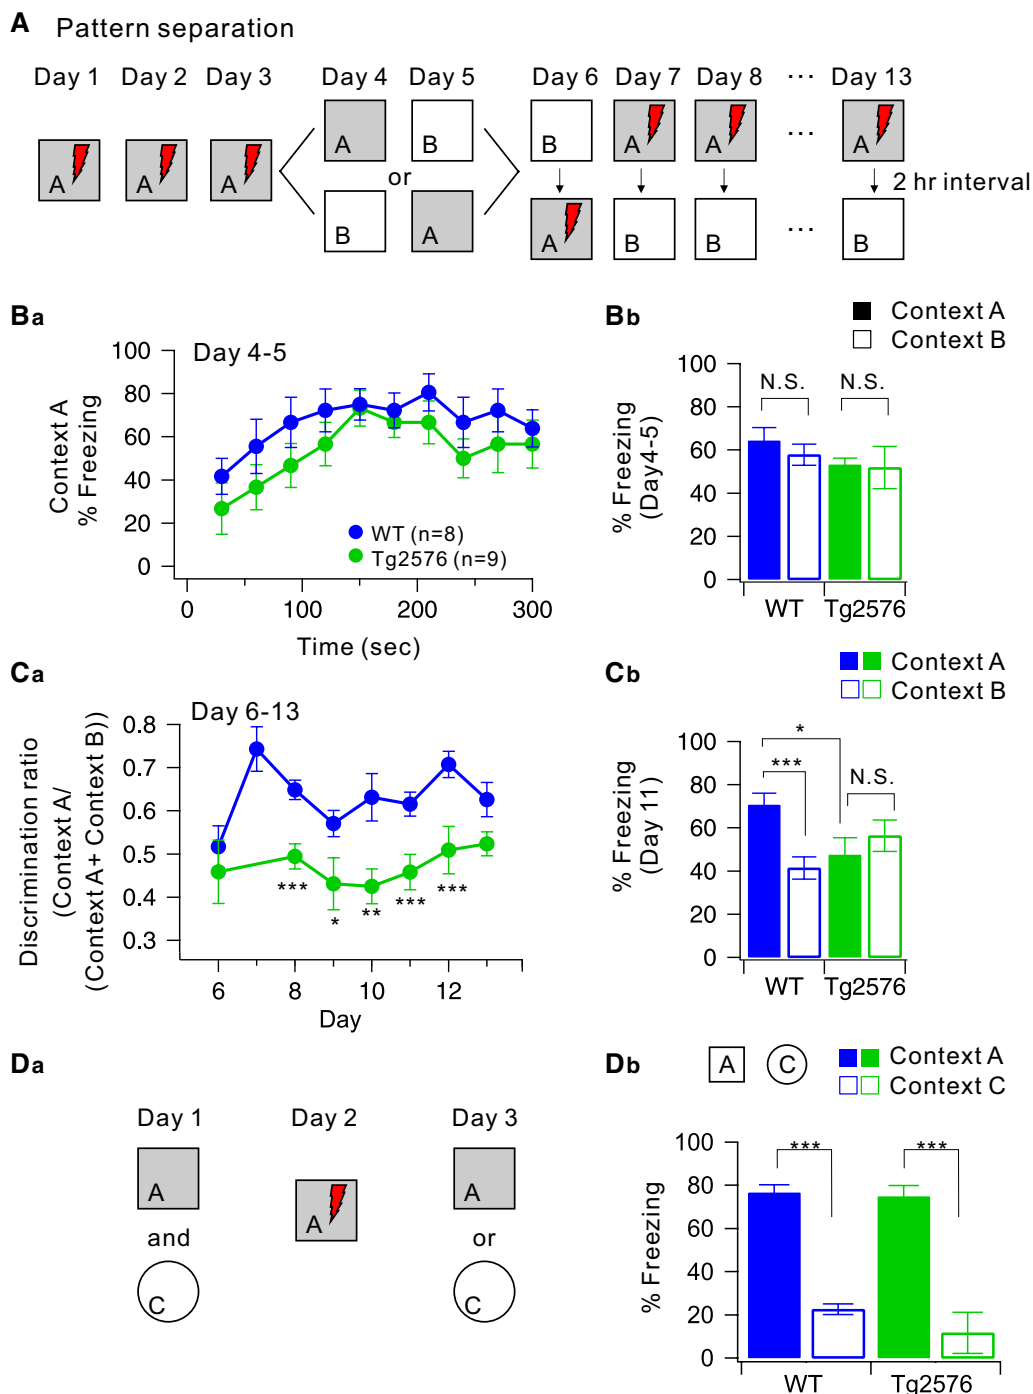 A Pattern separation
Day 1 Day 2 Day 3 Day 4 Day 5 Day 6 Day 7 Day 8 ... Day 13
A B B A A ... A
A A A or 2 hr interval
B A A B B ... B
Ba
Day 4-5
Context A
% Freezing
100
80
60
40
20
0
WT (n=8)
Tg2576 (n=9)
0 100 200 300
Time (sec)
Bb
Context A
Context B
% Freezing
(Day4-5)
100
80
60
40
20
0
N.S. N.S.
WT Tg2576
Ca
Day 6-13
Discrimination ratio
(Context A/
(Context A+ Context B))
0.8
0.7
0.6
0.5
0.4
0.3
*** * ** *** ***
6 8 10 12
Day
Cb
Context A
Context B
% Freezing
(Day 11)
100
80
60
40
20
0
*
*** N.S.
WT Tg2576
Da
Day 1 Day 2 Day 3
A A A
and or
C C
Db
A C
Context A
Context C
% Freezing
100
80
60
40
20
0
*** ***
WT Tg2576